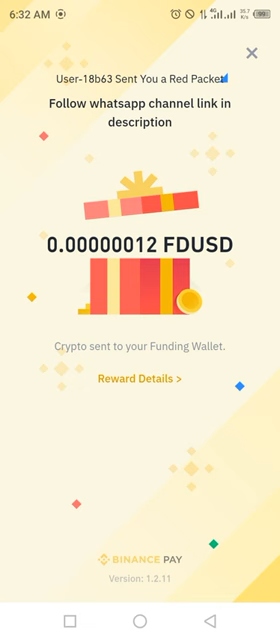 6:32 AM
4G
User-18b63 Sent You a Red Packet
Follow whatsapp channel link in
description
0.00000012 FDUSD
Crypto sent to your Funding Wallet.
Reward Details >
BINANCE PAY
Version: 1.2.11